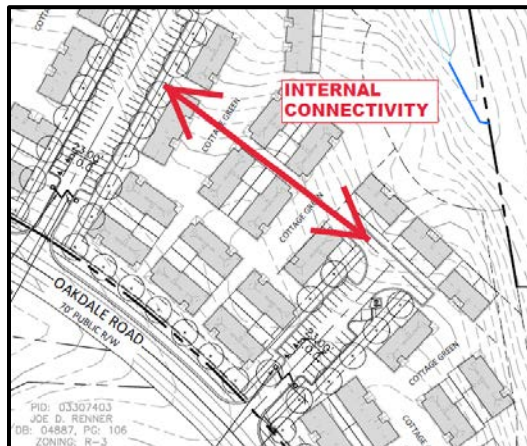 INTERNAL
CONNECTIVITY
COTTAGE GREEN
COTTAGE GREEN
COTTAGE GREEN
OAKDALE ROAD
70' PUBLIC R/W
PID: 03307403
JOE D. RENNER
DB: 04887, PG: 106
ZONING: R-3